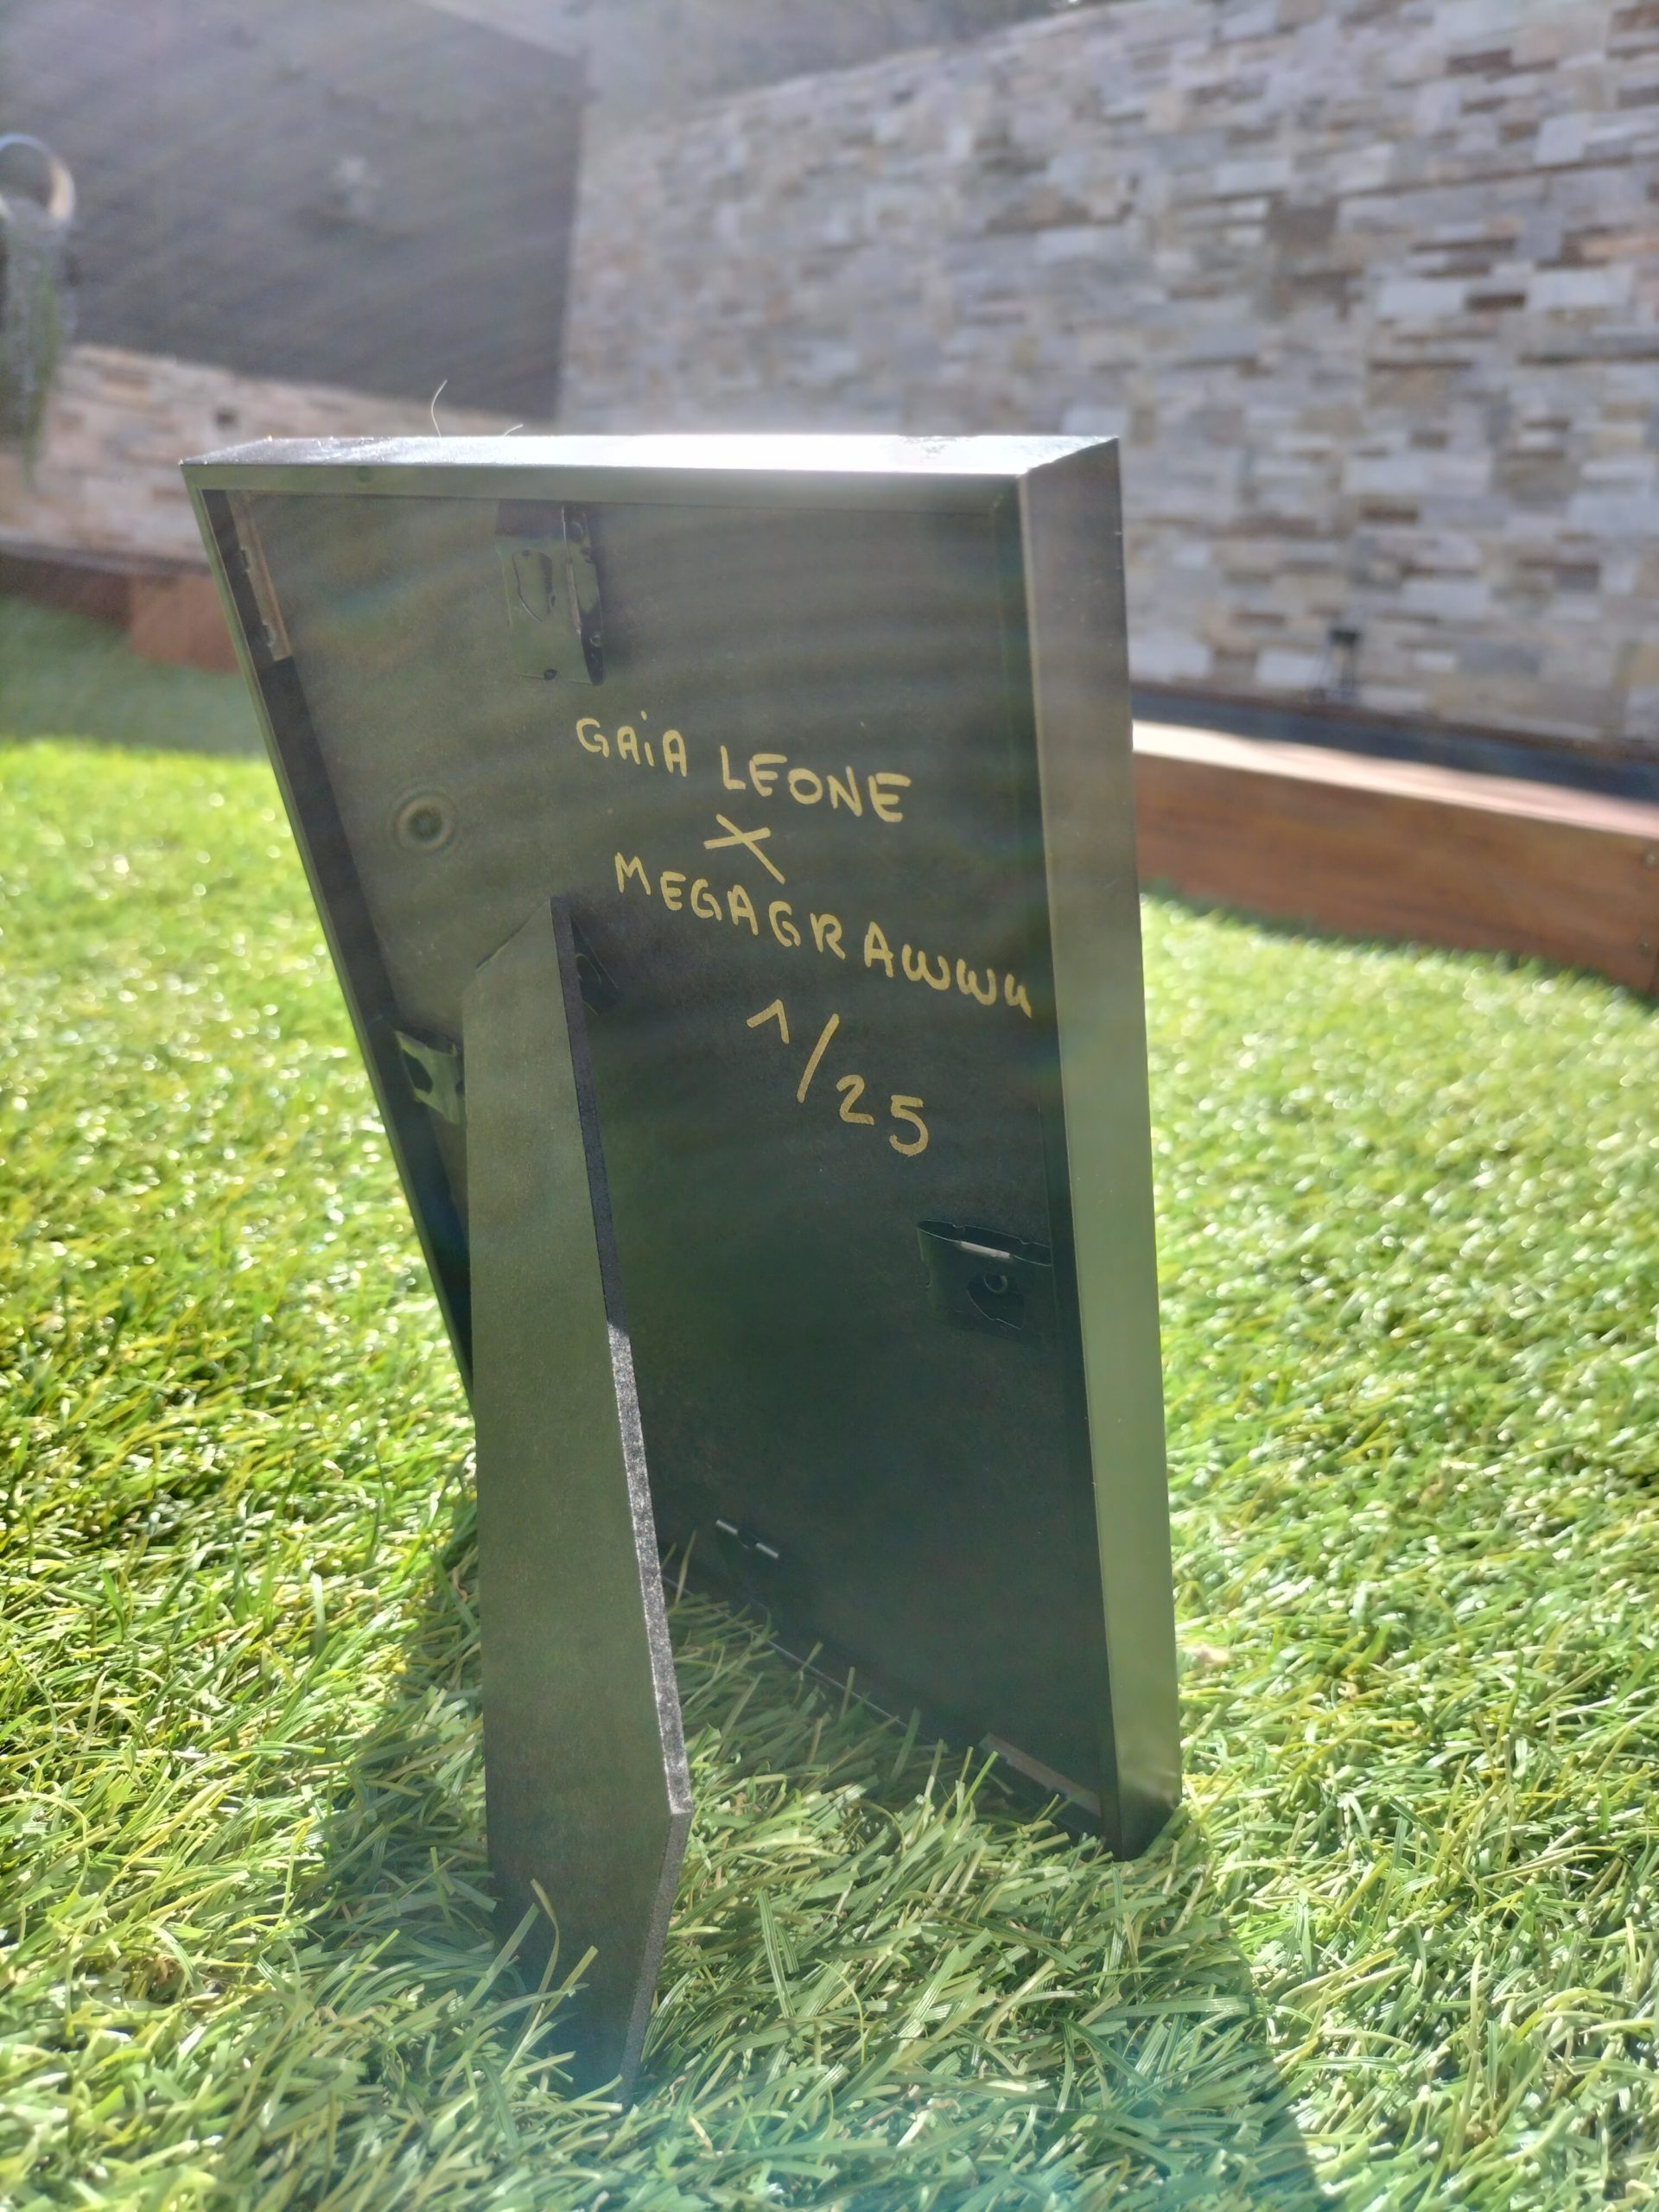 GAiA LEONE
X
MEGAGRAWWU
1/25